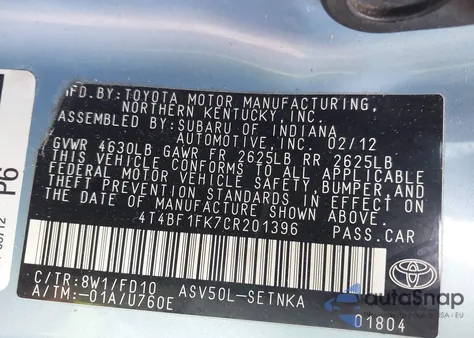 MFD. BY: TOYOTA MOTOR MANUFACTURING,
NORTHERN KENTUCKY, INC.
ASSEMBLED BY: SUBARU OF INDIANA
AUTOMOTIVE, INC. 02/12
GVWR 4630LB GAWR FR 2625LB RR 2625LB
THIS VEHICLE CONFORMS TO ALL APPLICABLE
FEDERAL MOTOR VEHICLE SAFETY, BUMPER, AND
THEFT PREVENTION STANDARDS IN EFFECT ON
THE DATE OF MANUFACTURE SHOWN ABOVE.
4T4BF1FK7CR201396 PASS.CAR
C/TR: 8W1/FD10 ASV50L-SETNKA
A/TM: -01A/U760E
TOYOTA
01804
P6
autoSnap